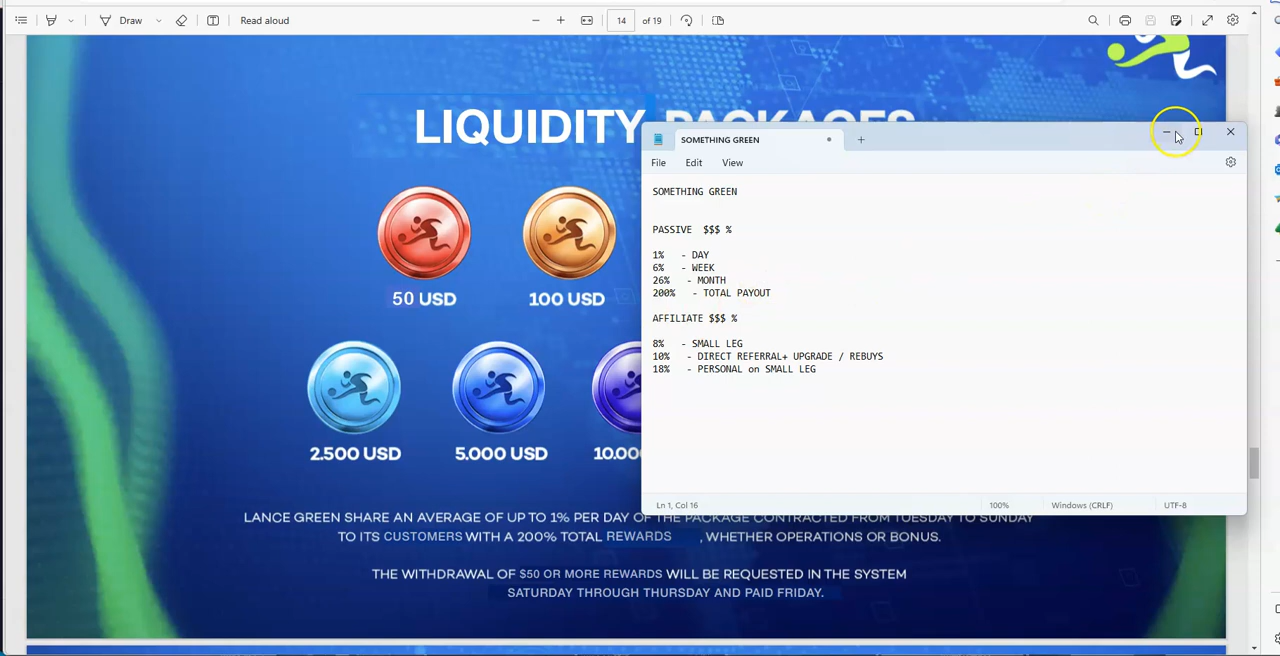 Draw
Read aloud
14 of 19
LIQUIDITY PACKAGES
50 USD
100 USD
2.500 USD
5.000 USD
SOMETHING GREEN
File Edit View
SOMETHING GREEN
PASSIVE $$$ %
1% - DAY
6% - WEEK
26% - MONTH
200% - TOTAL PAYOUT
AFFILIATE $$$ %
8% - SMALL LEG
10% - DIRECT REFERRAL+ UPGRADE / REBUYS
18% - PERSONAL on SMALL LEG
Ln 1, Col 16
100%
Windows (CRLF)
UTF-8
LANCE GREEN SHARE AN AVERAGE OF UP TO 1% PER DAY OF THE PACKAGE CONTRACTED FROM TUESDAY TO SUNDAY
TO ITS CUSTOMERS WITH A 200% TOTAL REWARDS , WHETHER OPERATIONS OR BONUS.
THE WITHDRAWAL OF $50 OR MORE REWARDS WILL BE REQUESTED IN THE SYSTEM
SATURDAY THROUGH THURSDAY AND PAID FRIDAY.